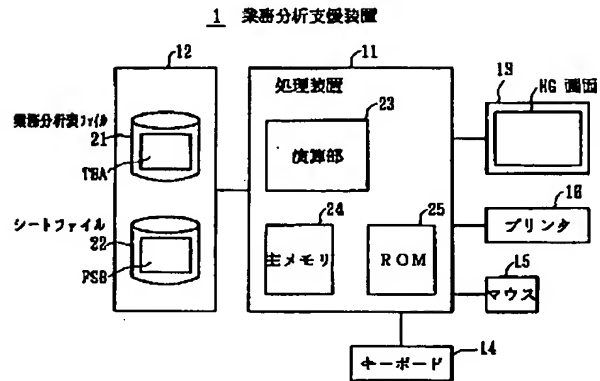 1 業務分析支援装置
12
11
処理装置
業務分析表ファイル
21
TBA
シートファイル
22
FSB
23
演算部
24
主メモリ
25
ROM
13
HG 画面
16
プリンタ
15
マウス
キーボード
14